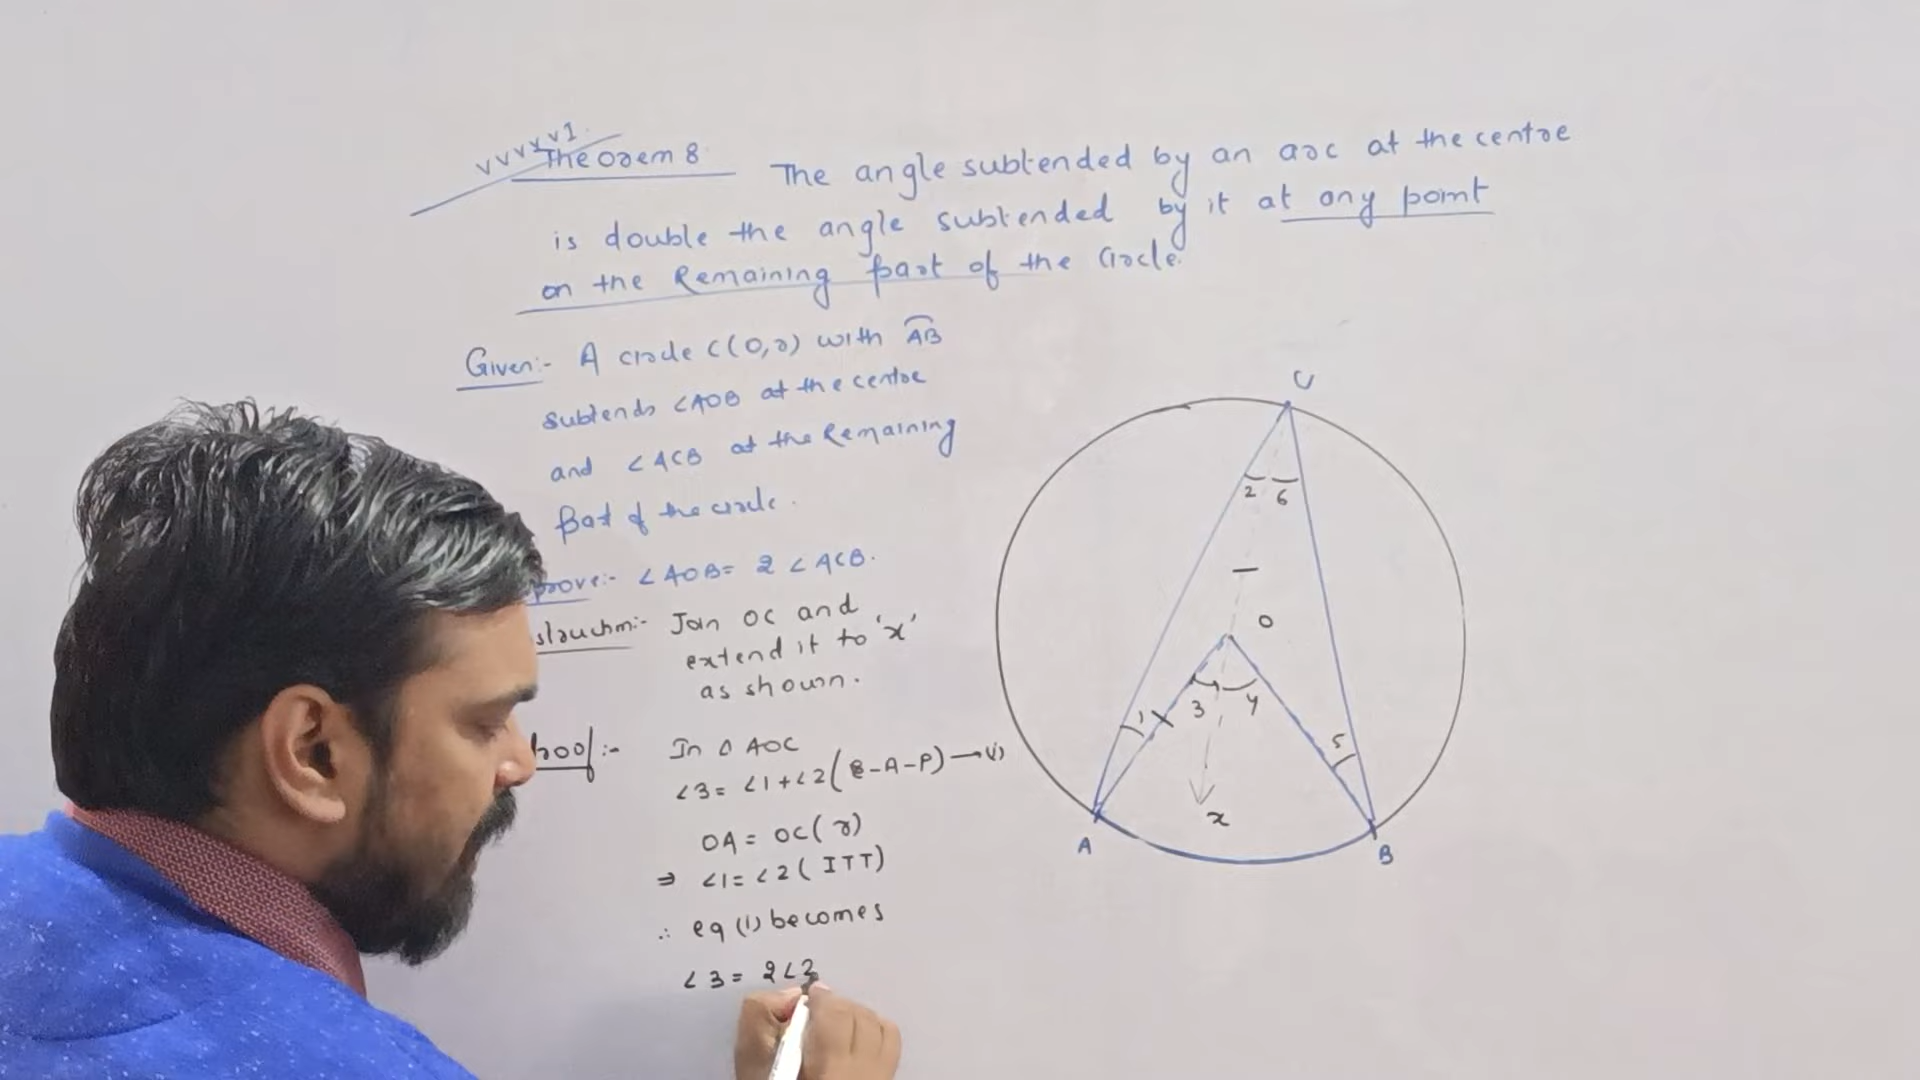 VVVVVI
Theorem 8 The angle subtended by an arc at the centre
is double the angle subtended by it at any point
on the Remaining part of the Circle.
Given:- A circle C(O,r) with AB
subtends ∠AOB at the centre
and ∠ACB at the Remaining
Part of the circle.
prove:- ∠AOB= 2 ∠ACB.
Join OC and
extend it to 'x'
as shown.
In Δ AOC
∠3= ∠1+∠2(E-A-P)→(i)
OA= OC(r)
⇒ ∠1= ∠2(ITT)
∴ eq (1) becomes
∠3= 2∠2
C
2 6
O
3 4
1
5
x
A
B